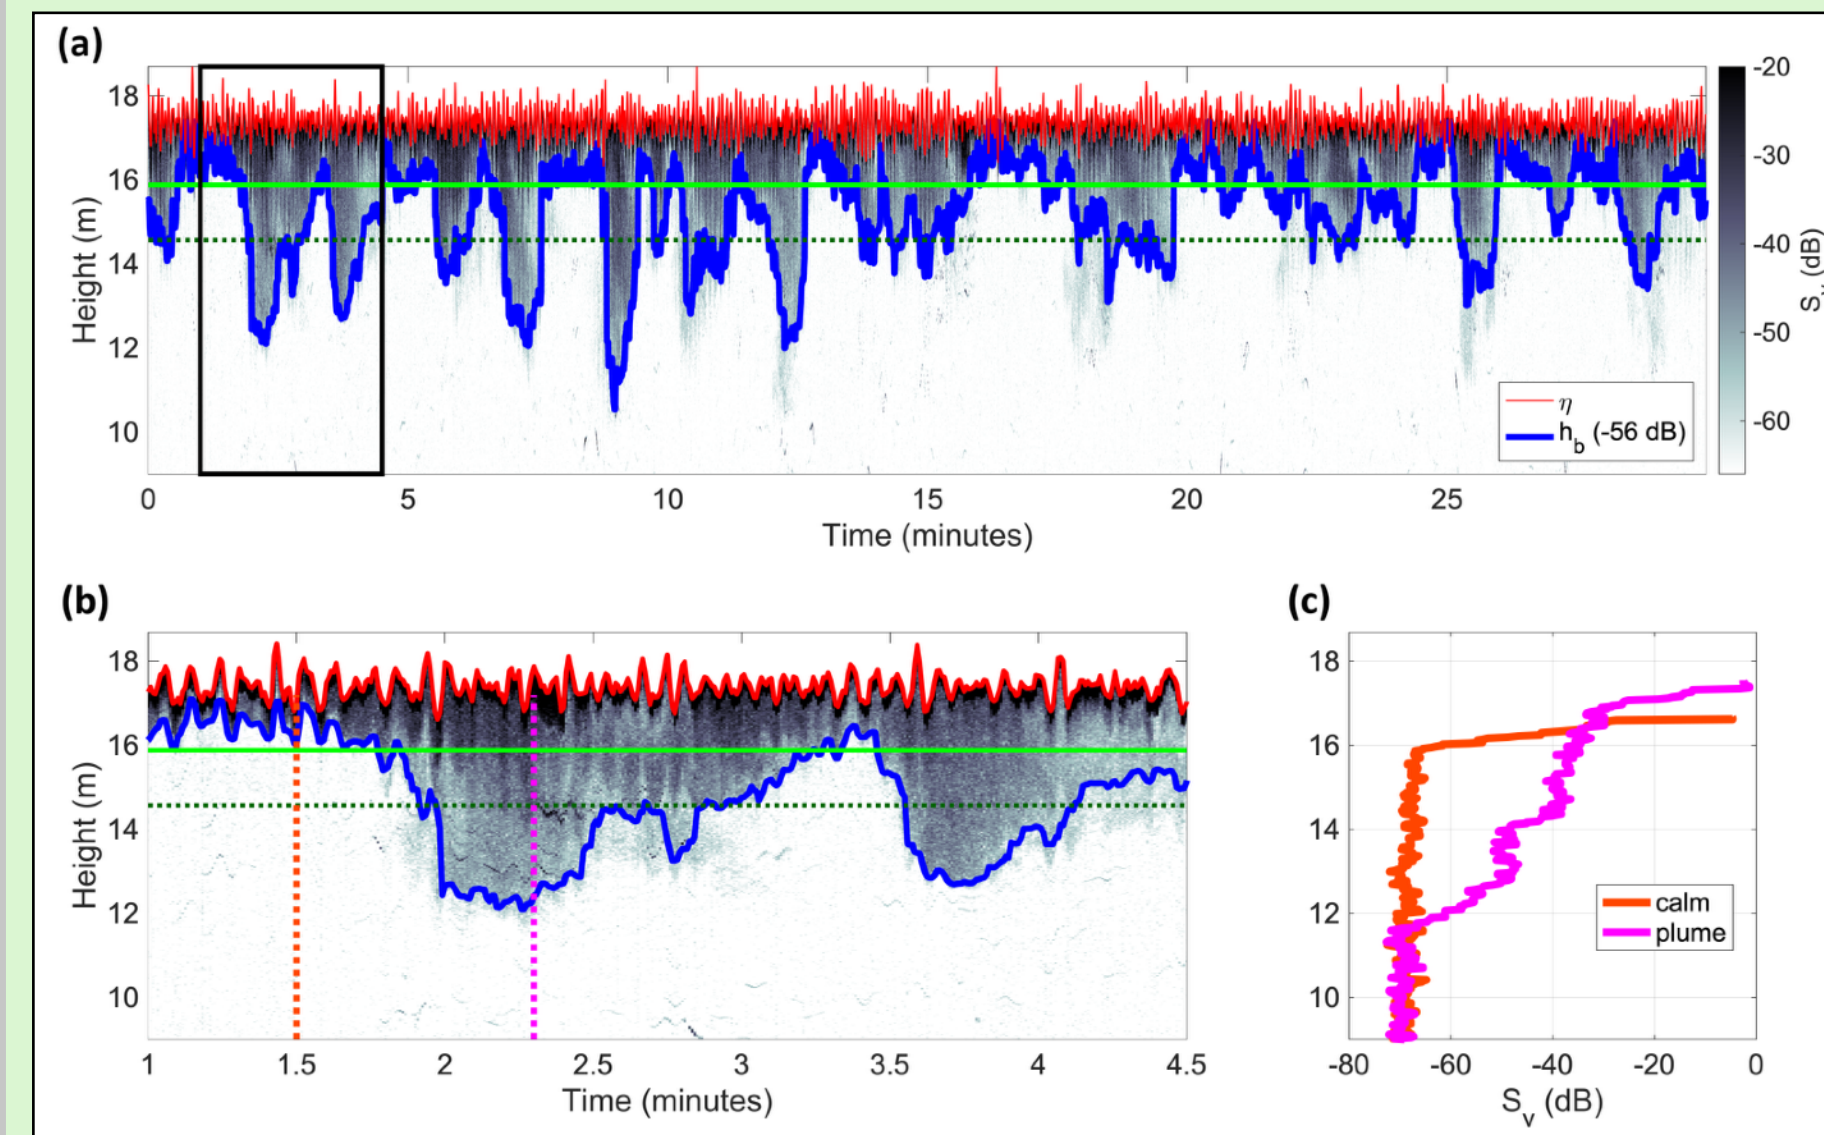 (a)
18
16
14
12
10
Height (m)
0 5 10 15 20 25
Time (minutes)
η
h_b (-56 dB)
-20
-30
-40
-50
-60
(dB)
(b)
18
16
14
12
10
Height (m)
1 1.5 2 2.5 3 3.5 4 4.5
Time (minutes)
(c)
18
16
14
12
10
calm
plume
-80 -60 -40 -20 0
S_v (dB)